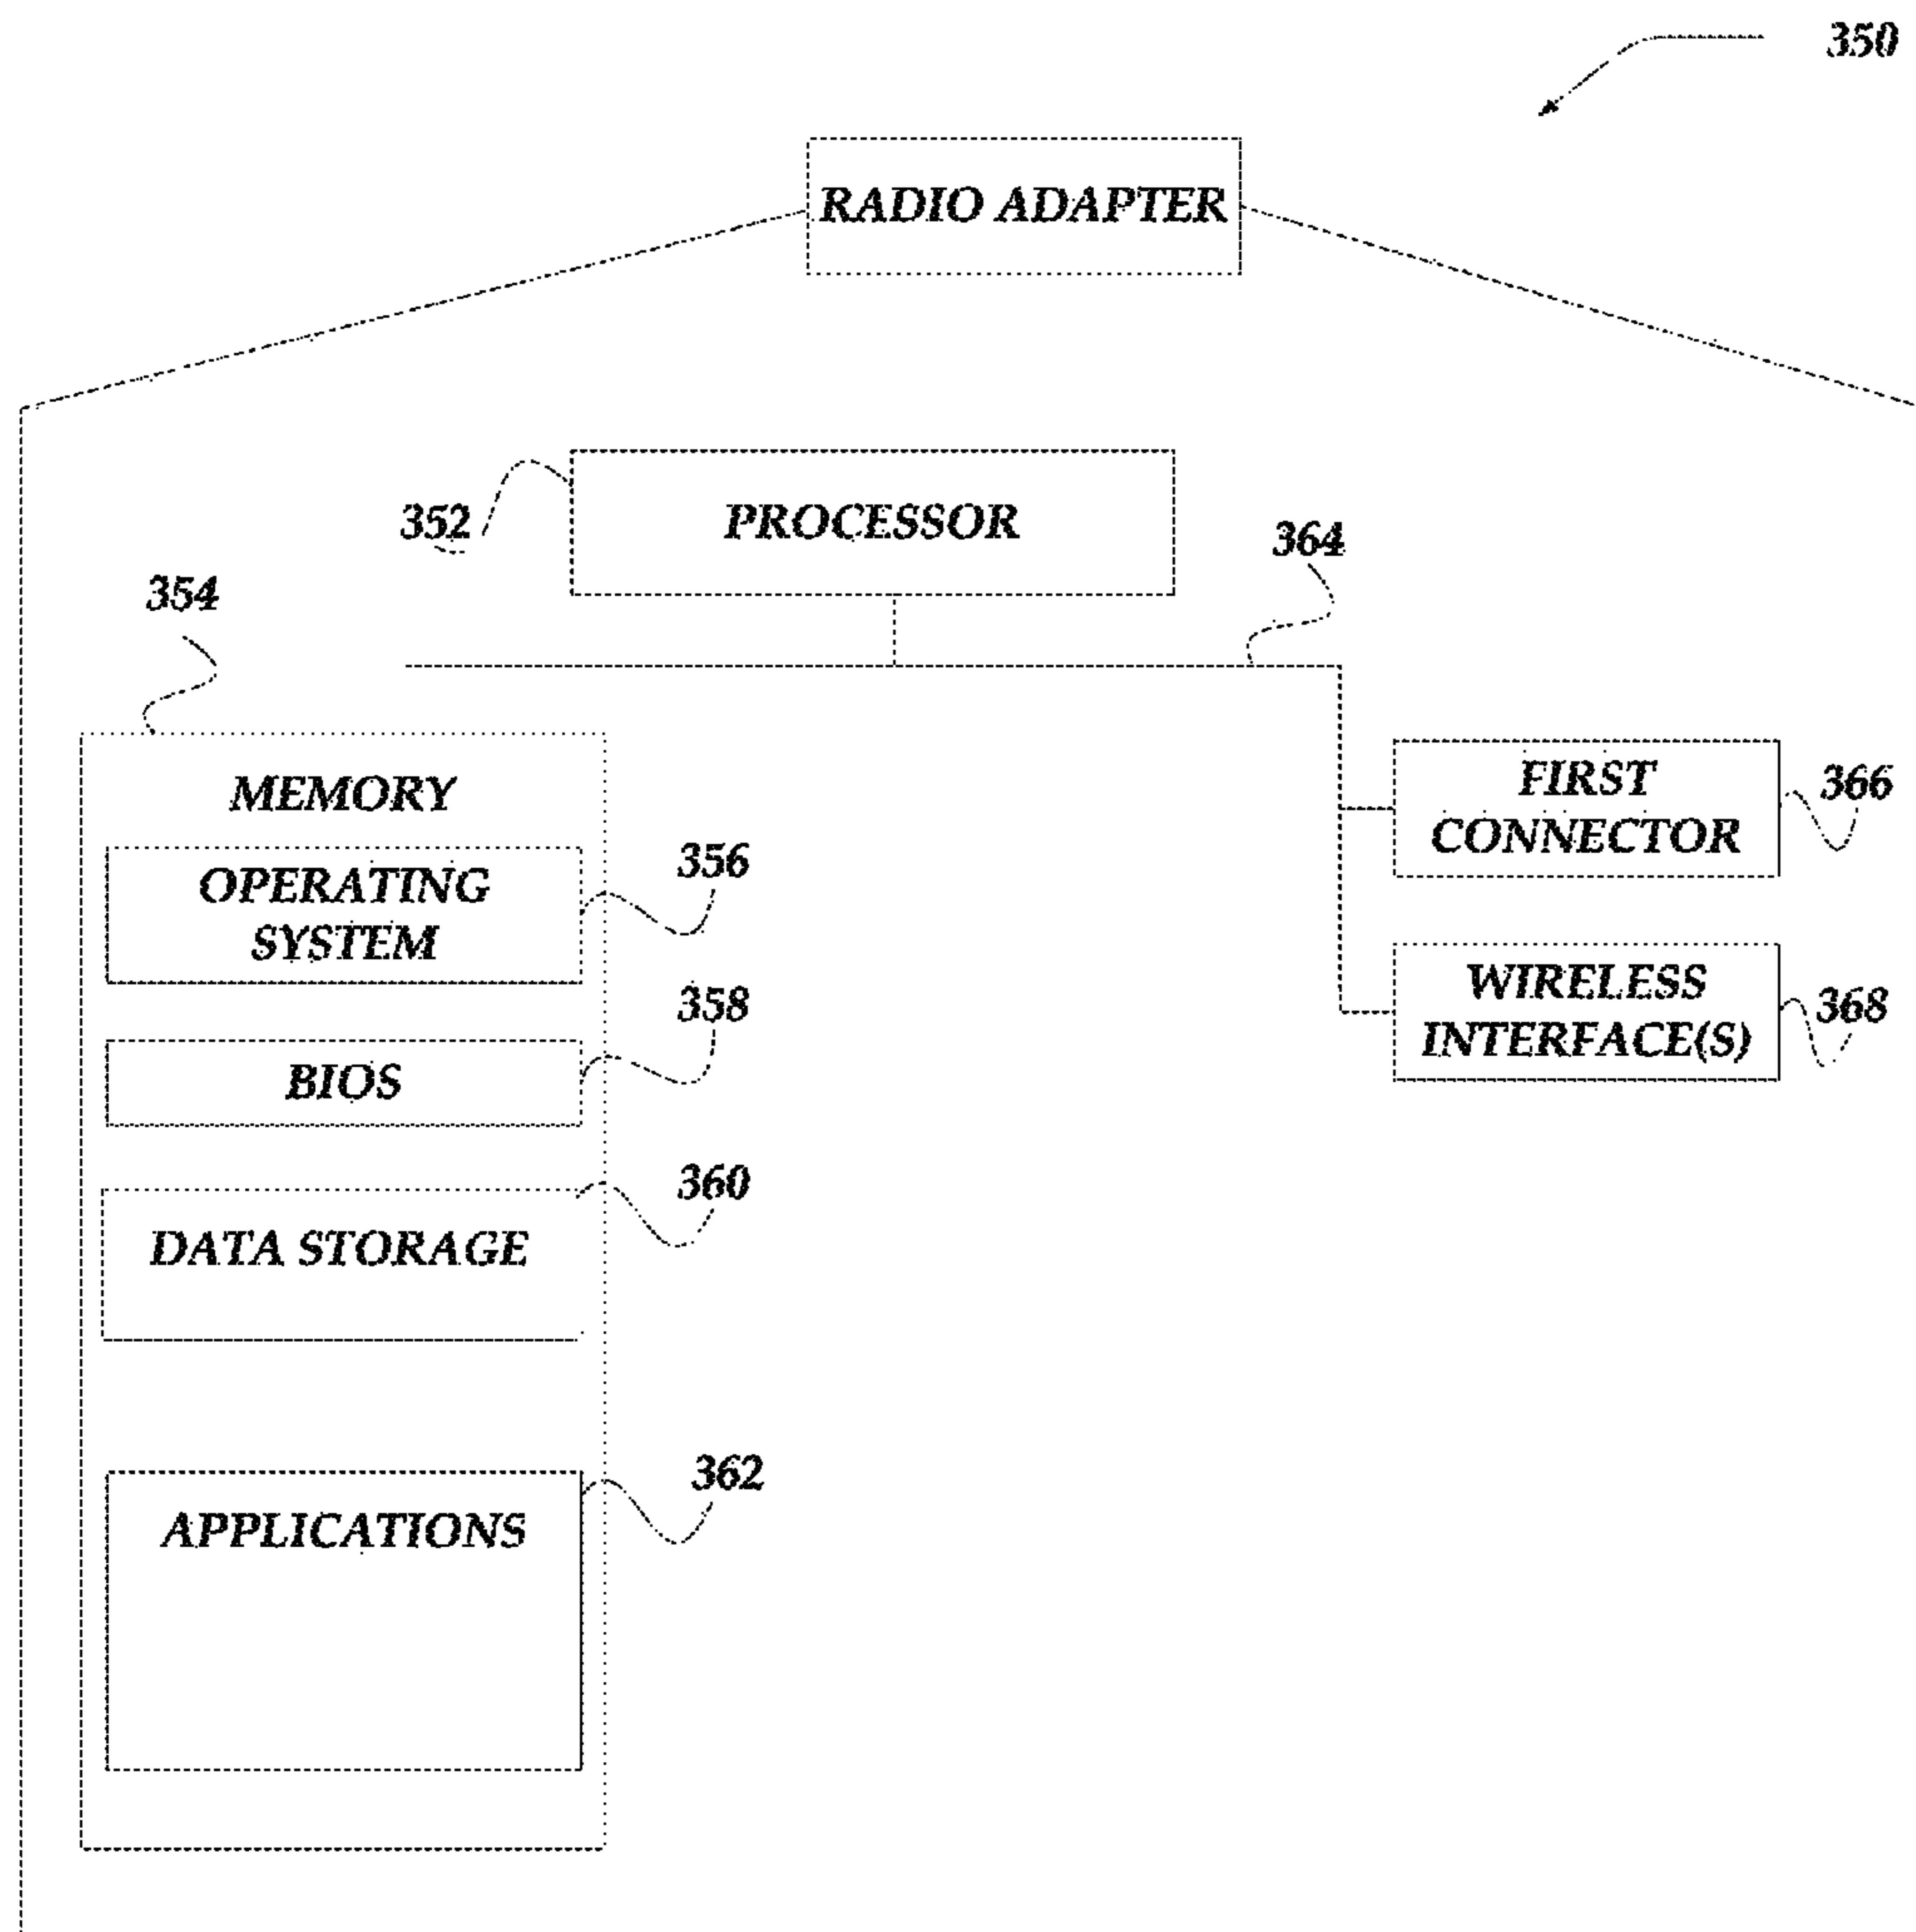 350
RADIO ADAPTER
352
PROCESSOR
364
354
MEMORY
OPERATING
SYSTEM
356
BIOS
358
DATA STORAGE
360
APPLICATIONS
362
FIRST
CONNECTOR
366
WIRELESS
INTERFACE(S)
368